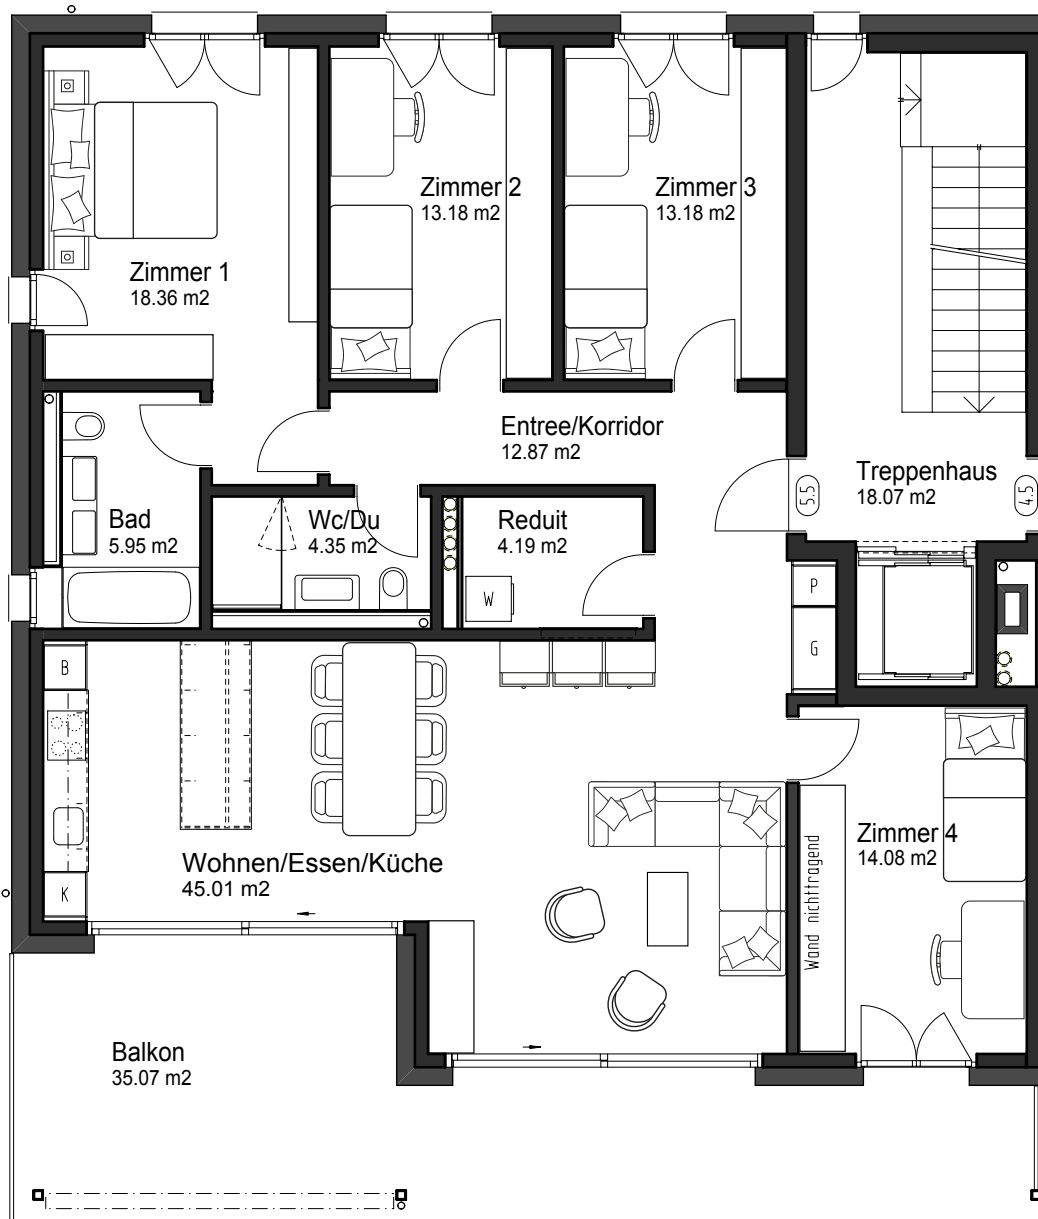 Zimmer 2
13.18 m2
Zimmer 3
13.18 m2
Zimmer 1
18.36 m2
Entree/Korridor
12.87 m2
Treppenhaus
18.07 m2
5.5
4.5
Bad
5.95 m2
Wc/Du
4.35 m2
Reduit
4.19 m2
W
P
G
B
K
Wohnen/Essen/Küche
45.01 m2
Zimmer 4
14.08 m2
Wand nichttragend
Balkon
35.07 m2